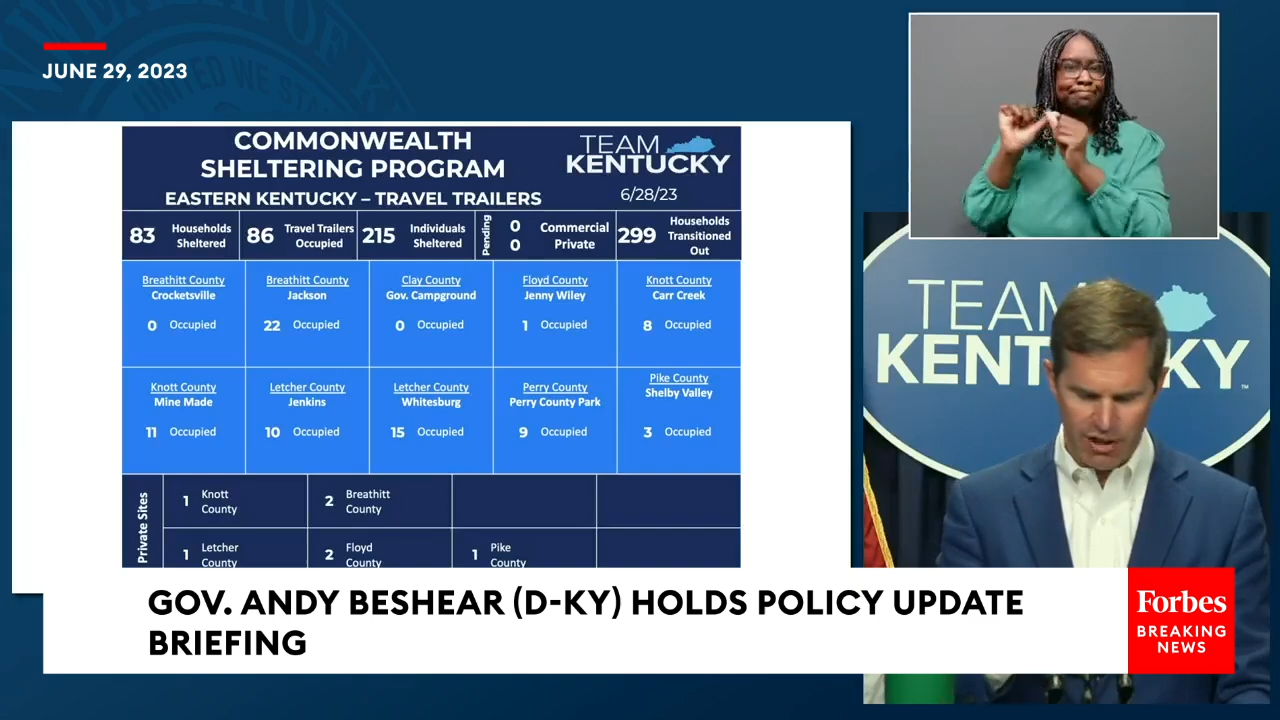 JUNE 29, 2023
COMMONWEALTH
SHELTERING PROGRAM
EASTERN KENTUCKY – TRAVEL TRAILERS
TEAM
KENTUCKY
6/28/23
83 Households
Sheltered
86 Travel Trailers
Occupied
215 Individuals
Sheltered
Pending
0 Commercial
0 Private
299 Households
Transitioned
Out
Breathitt County
Crocketsville
0 Occupied
Breathitt County
Jackson
22 Occupied
Clay County
Gov. Campground
0 Occupied
Floyd County
Jenny Wiley
1 Occupied
Knott County
Carr Creek
8 Occupied
Knott County
Mine Made
11 Occupied
Letcher County
Jenkins
10 Occupied
Letcher County
Whitesburg
15 Occupied
Perry County
Perry County Park
9 Occupied
Pike County
Shelby Valley
3 Occupied
Private Sites
1 Knott
County
2 Breathitt
County
1 Letcher
County
2 Floyd
County
1 Pike
County
TEAM
KENTUCKY
GOV. ANDY BESHEAR (D-KY) HOLDS POLICY UPDATE
BRIEFING
Forbes
BREAKING
NEWS